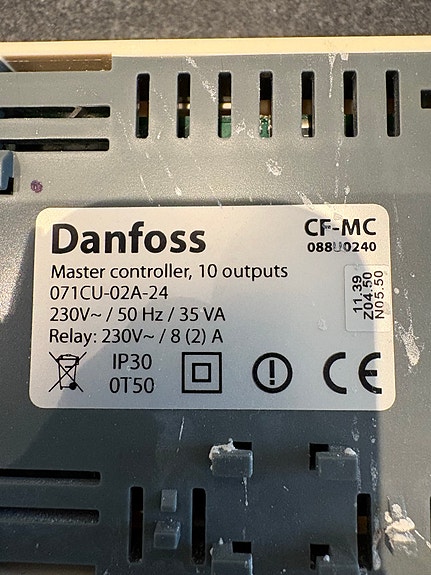 Danfoss
CF-MC
088U0240
Master controller, 10 outputs
071CU-02A-24
230V~ / 50 Hz / 35 VA
Relay: 230V~ / 8 (2) A
11.39
Z04.50
N05.50
IP30
0T50
CE